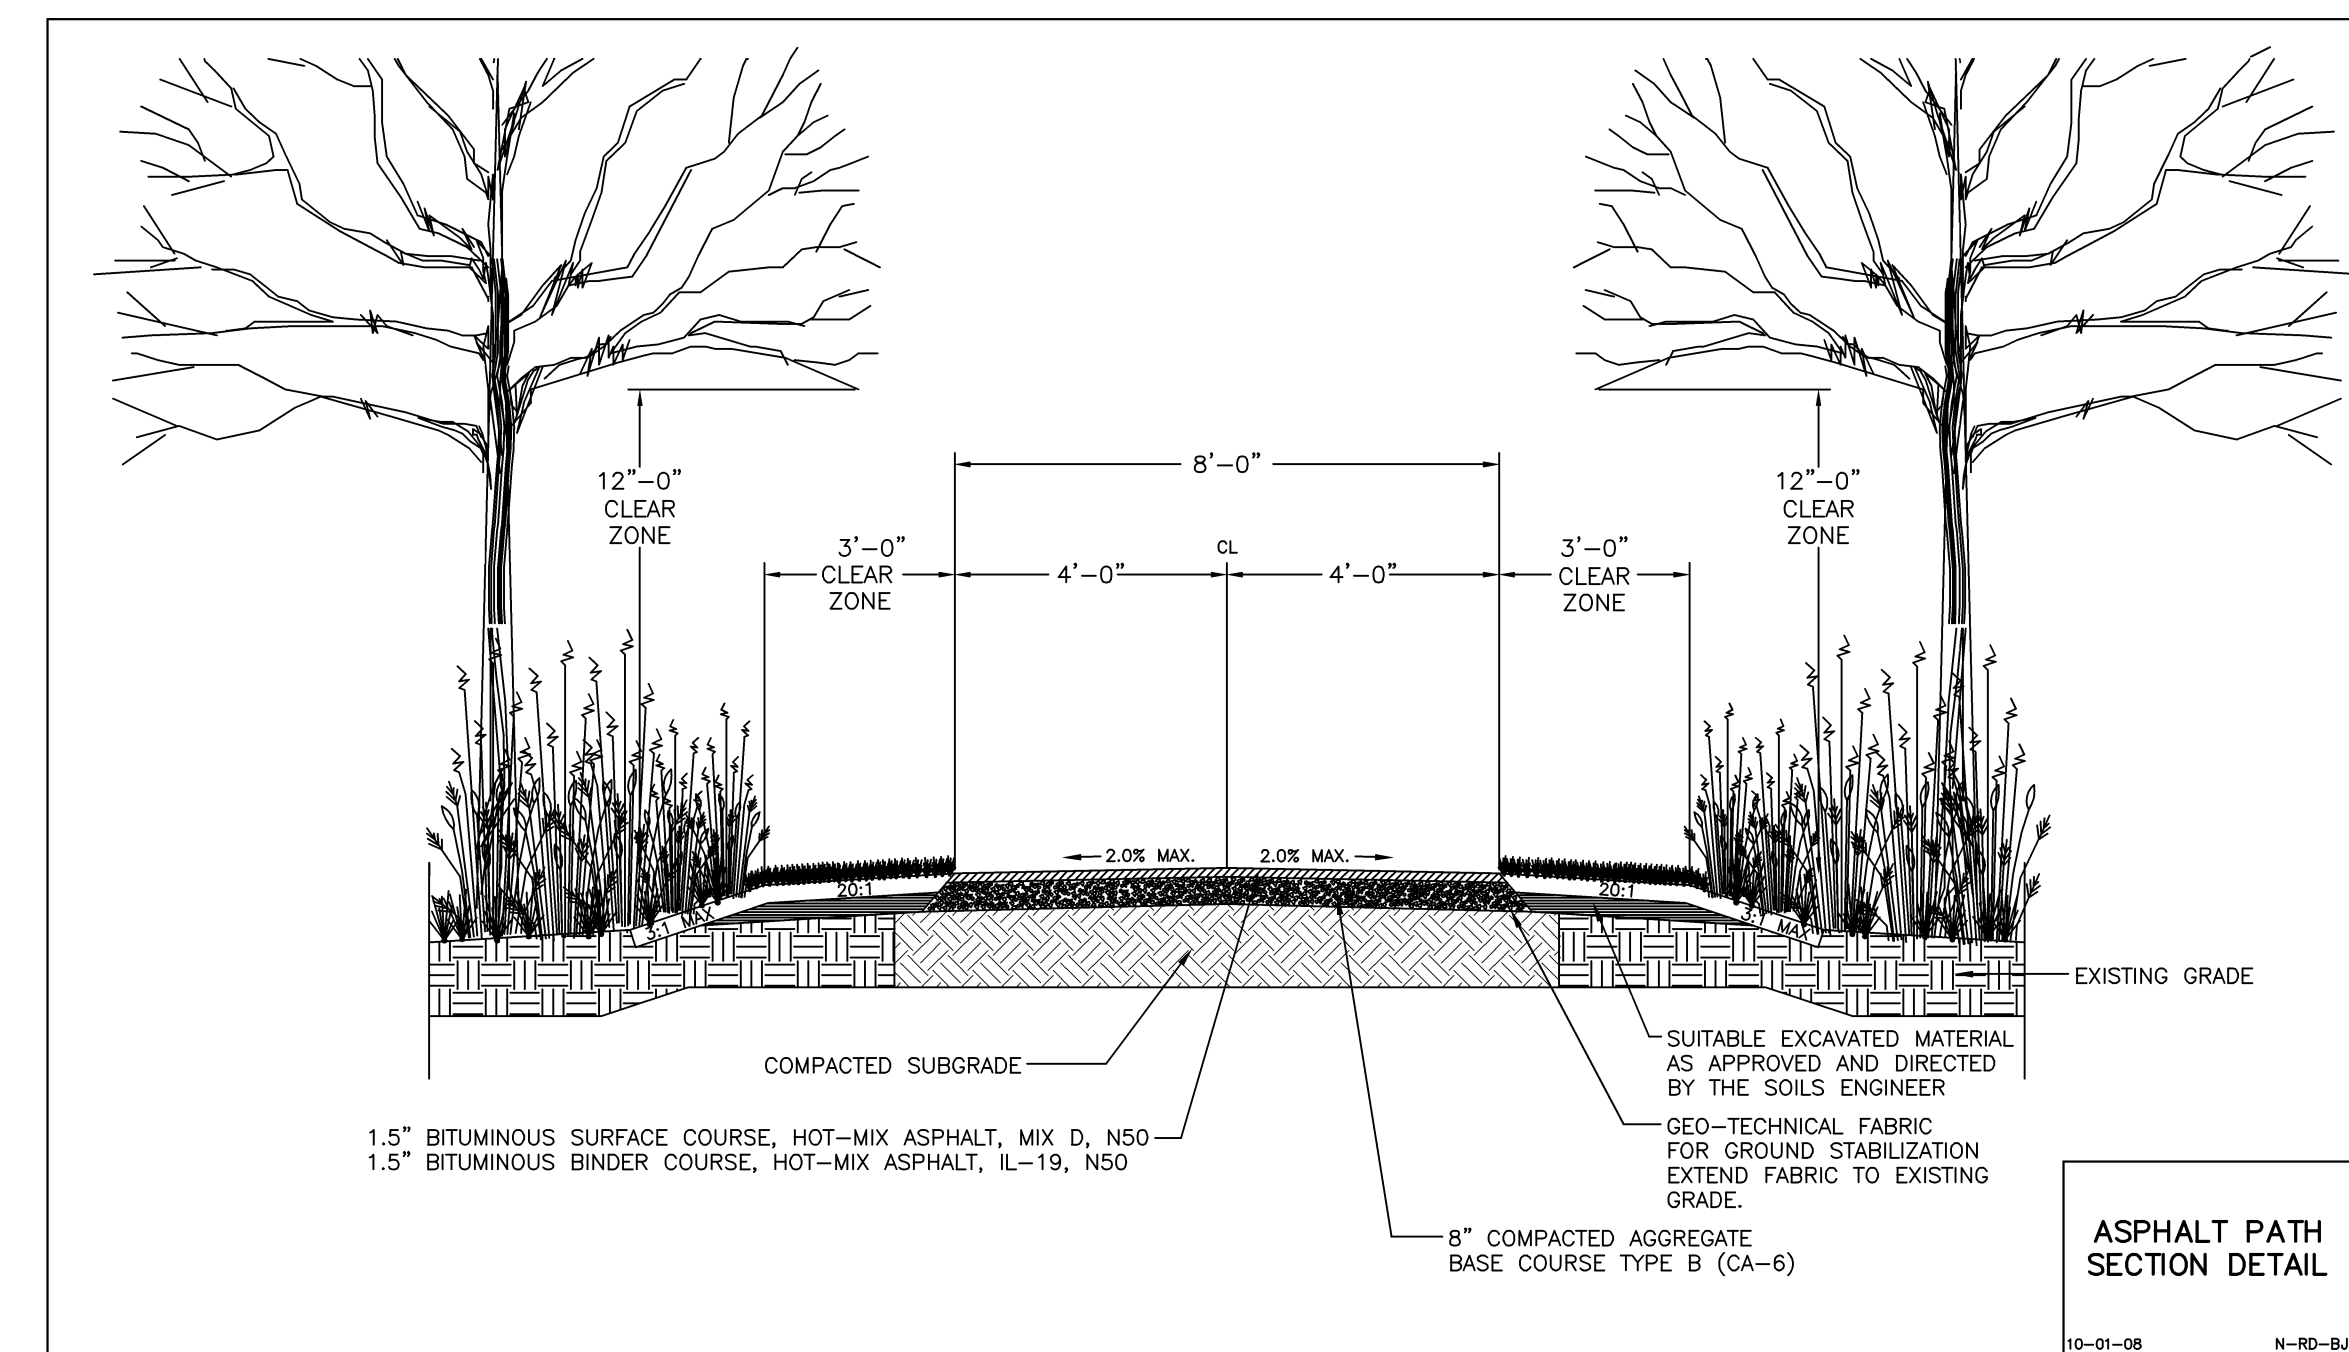 8’-0”
12”-0”
CLEAR
ZONE
12”-0”
CLEAR
ZONE
3’-0”
CLEAR
ZONE
4’-0”
CL
4’-0”
3’-0”
CLEAR
ZONE
2.0% MAX.
2.0% MAX.
20:1
20:1
3:1 MAX
3:1 MAX
EXISTING GRADE
COMPACTED SUBGRADE
SUITABLE EXCAVATED MATERIAL
AS APPROVED AND DIRECTED
BY THE SOILS ENGINEER
1.5” BITUMINOUS SURFACE COURSE, HOT-MIX ASPHALT, MIX D, N50
1.5” BITUMINOUS BINDER COURSE, HOT-MIX ASPHALT, IL-19, N50
GEO-TECHNICAL FABRIC
FOR GROUND STABILIZATION
EXTEND FABRIC TO EXISTING
GRADE.
8” COMPACTED AGGREGATE
BASE COURSE TYPE B (CA-6)
ASPHALT PATH
SECTION DETAIL
10-01-08
N-RD-BJ